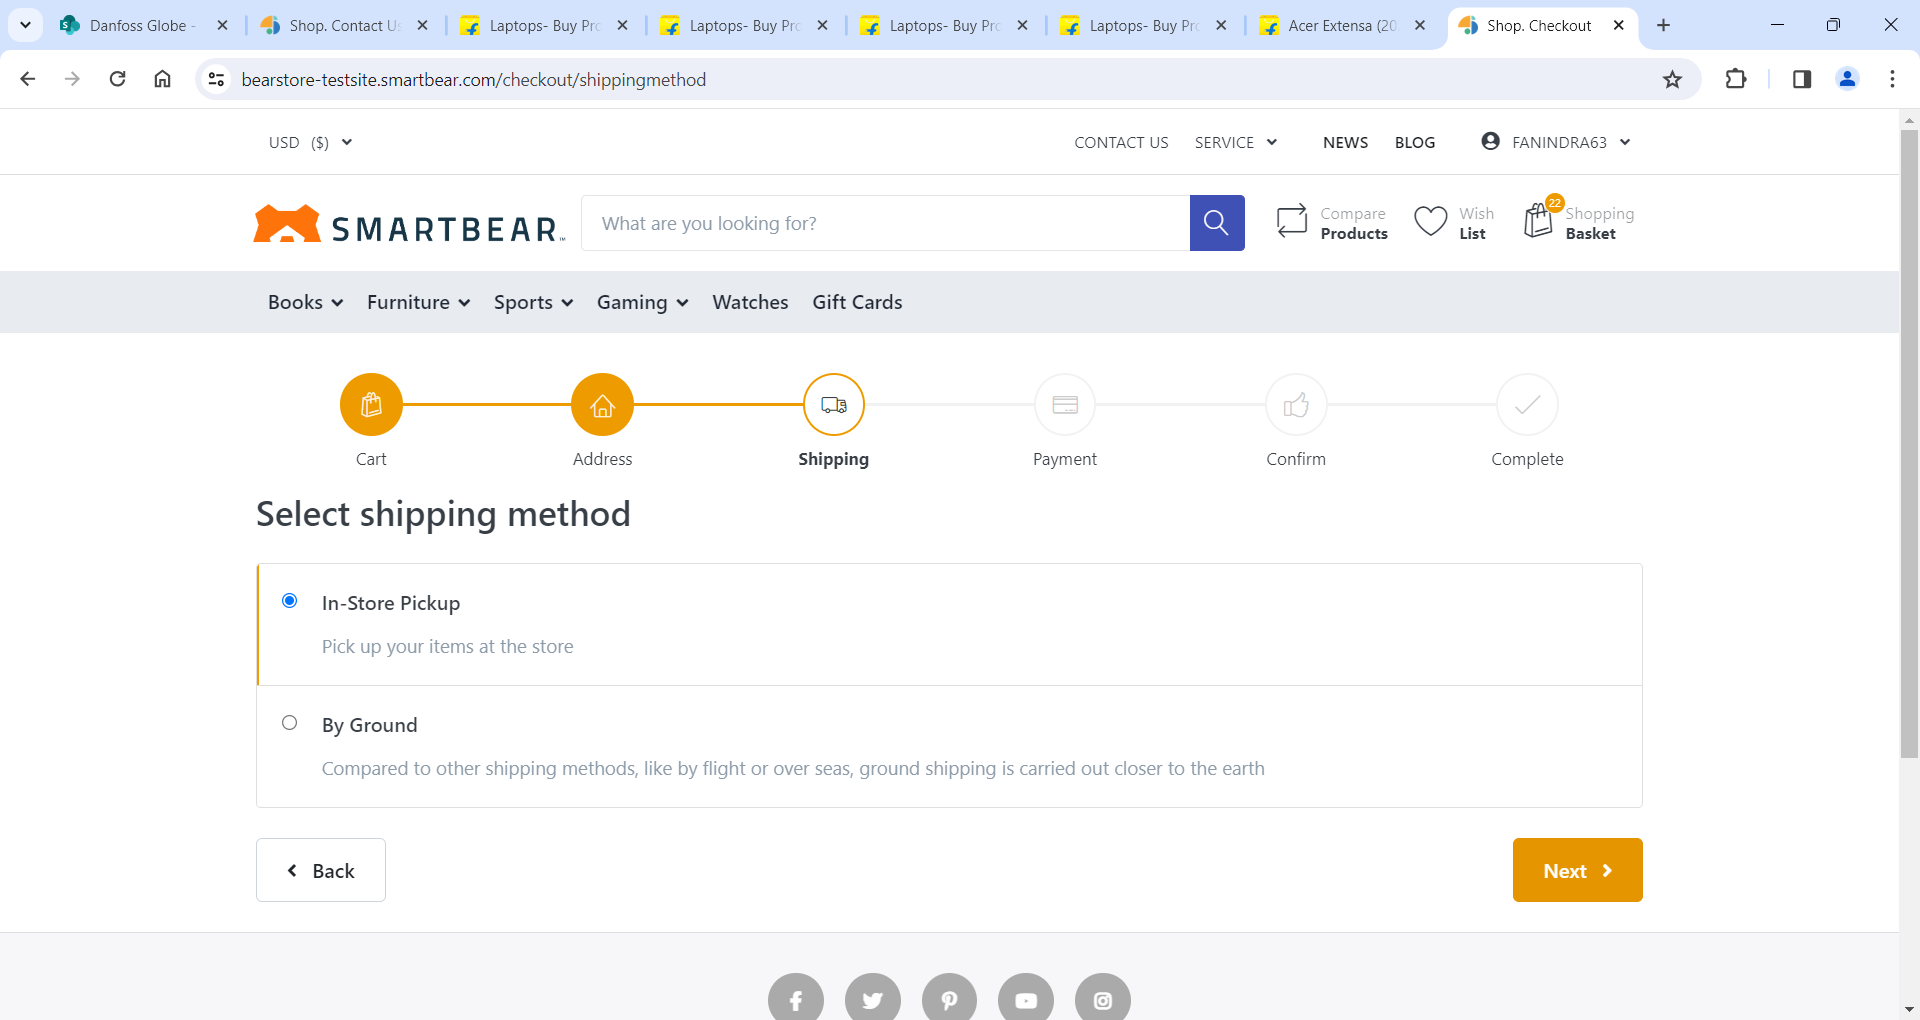 Danfoss Globe -
Shop. Contact Us
Laptops- Buy Pro
Laptops- Buy Pro
Laptops- Buy Pro
Laptops- Buy Pro
Acer Extensa (20
Shop. Checkout
bearstore-testsite.smartbear.com/checkout/shippingmethod
USD ($)
CONTACT US
SERVICE
NEWS
BLOG
FANINDRA63
SMARTBEAR
What are you looking for?
Compare
Products
Wish
List
22
Shopping
Basket
Books
Furniture
Sports
Gaming
Watches
Gift Cards
Cart
Address
Shipping
Payment
Confirm
Complete
Select shipping method
In-Store Pickup
Pick up your items at the store
By Ground
Compared to other shipping methods, like by flight or over seas, ground shipping is carried out closer to the earth
Back
Next